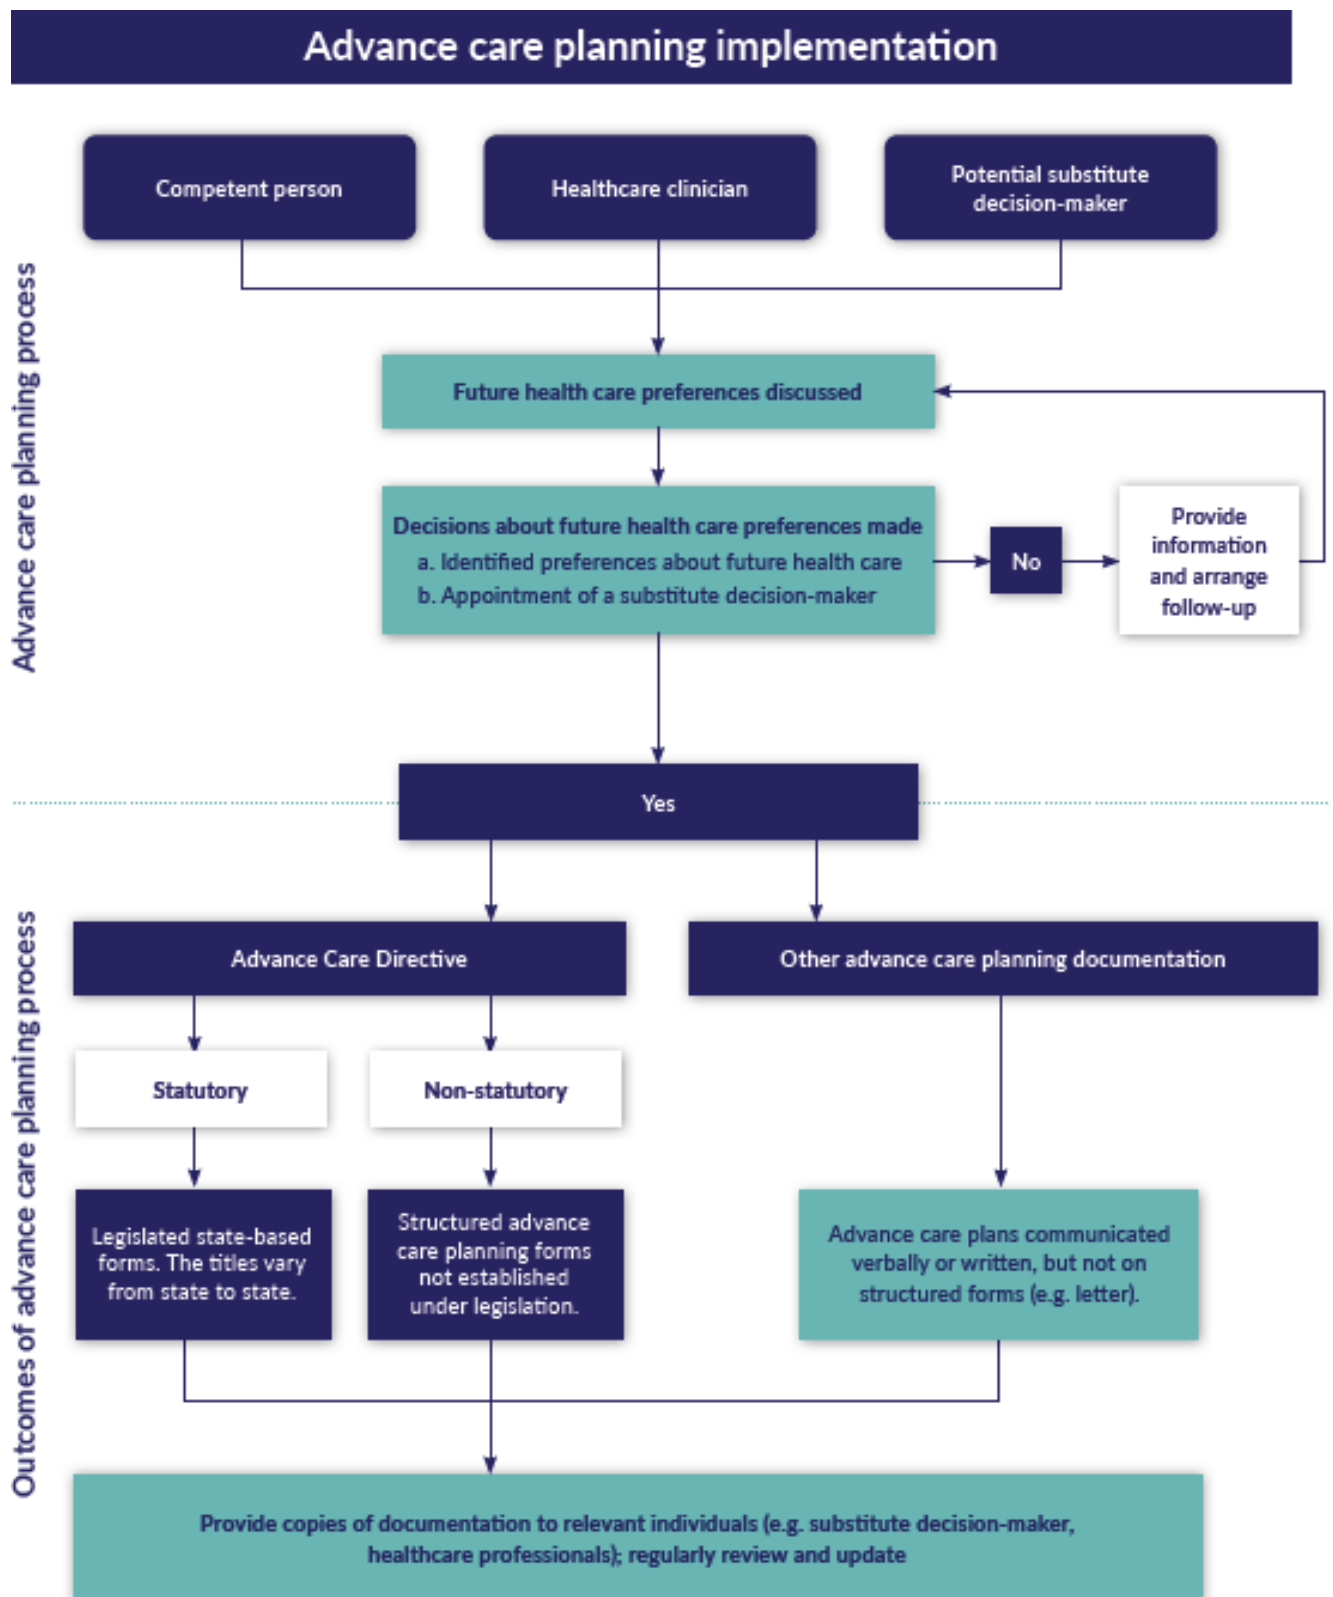 Advance care planning implementation
Advance care planning process
Competent person
Healthcare clinician
Potential substitute
decision-maker
Future health care preferences discussed
Decisions about future health care preferences made
a. Identified preferences about future health care
b. Appointment of a substitute decision-maker
No
Provide
information
and arrange
follow-up
Yes
Outcomes of advance care planning process
Advance Care Directive
Other advance care planning documentation
Statutory
Non-statutory
Legislated state-based
forms. The titles vary
from state to state.
Structured advance
care planning forms
not established
under legislation.
Advance care plans communicated
verbally or written, but not on
structured forms (e.g. letter).
Provide copies of documentation to relevant individuals (e.g. substitute decision-maker,
healthcare professionals); regularly review and update